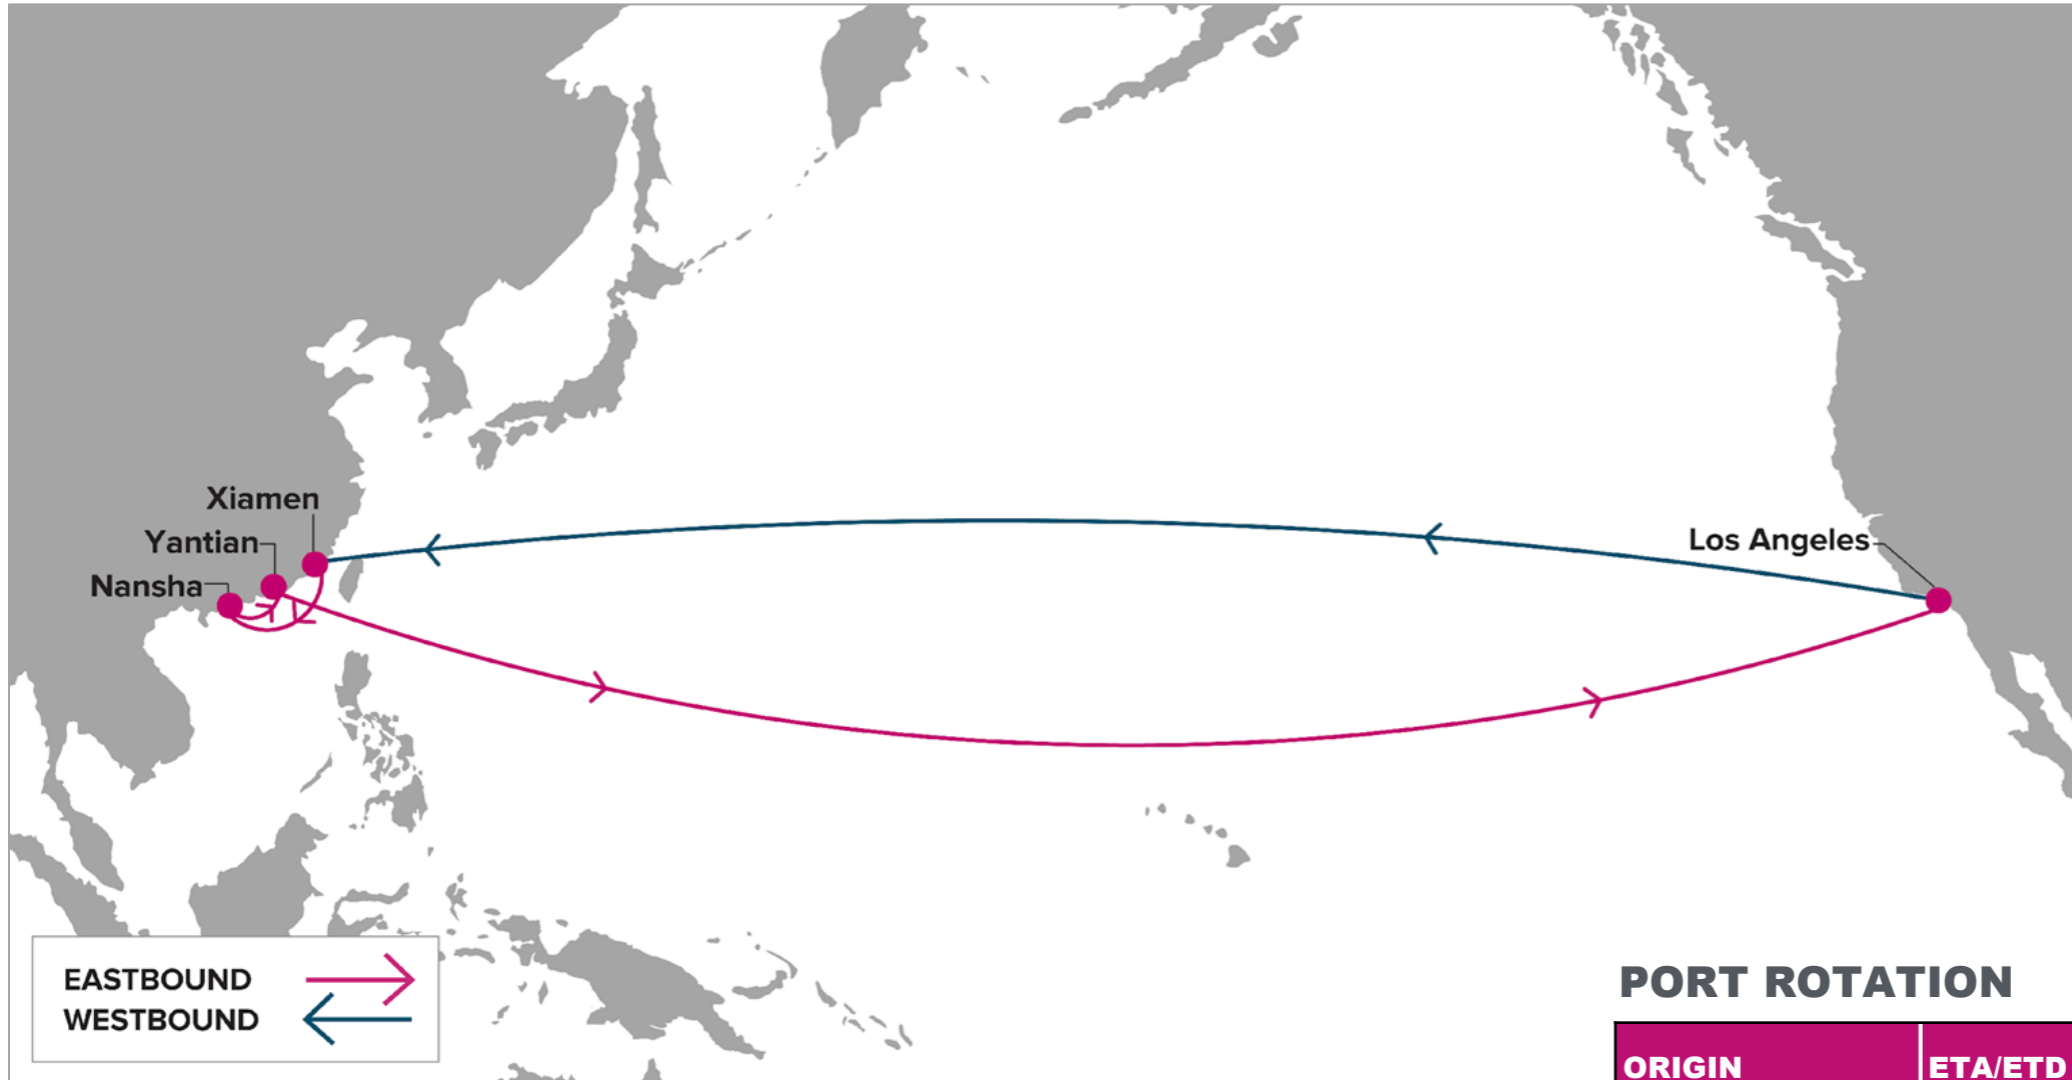 Xiamen
Yantian
Nansha
Los Angeles
EASTBOUND
WESTBOUND
PORT ROTATION
ORIGIN
ETA/ETD